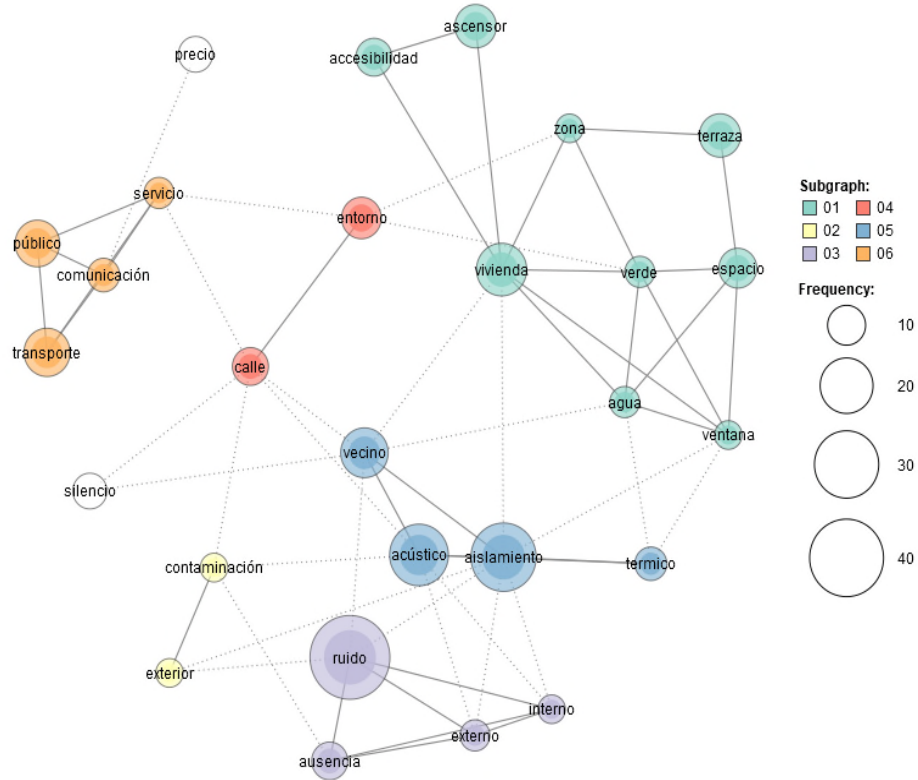 ascensor
precio
accesibilidad
zona
terraza
Subgraph:
01 04
02 05
03 06
servicio
entorno
público
comunicación
vivienda
verde
espacio
Frequency:
10
transporte
calle
20
agua
ventana
vecino
30
silencio
acústico
aislamiento
termico
40
contaminación
ruido
exterior
interno
externo
ausencia